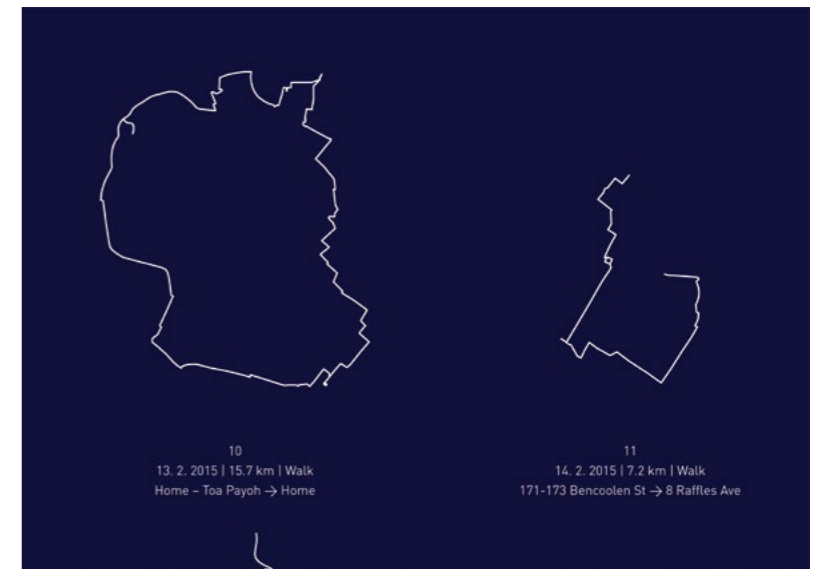 10
13. 2. 2015 | 15.7 km | Walk
Home – Toa Payoh → Home
11
14. 2. 2015 | 7.2 km | Walk
171-173 Bencoolen St → 8 Raffles Ave